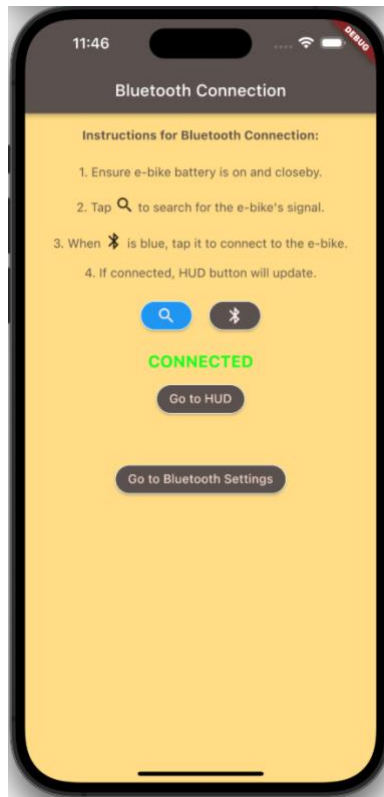 11:46
DEBUG
Bluetooth Connection
Instructions for Bluetooth Connection:
1. Ensure e-bike battery is on and closeby.
2. Tap to search for the e-bike's signal.
3. When is blue, tap it to connect to the e-bike.
4. If connected, HUD button will update.
CONNECTED
Go to HUD
Go to Bluetooth Settings